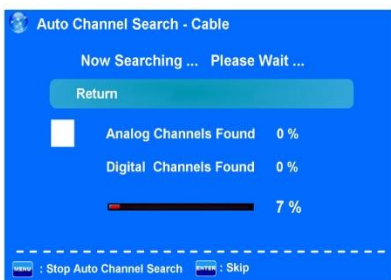 Auto Channel Search - Cable
Now Searching ... Please Wait ...
Return
Analog Channels Found 0 %
Digital Channels Found 0 %
7 %
MENU : Stop Auto Channel Search ENTER : Skip